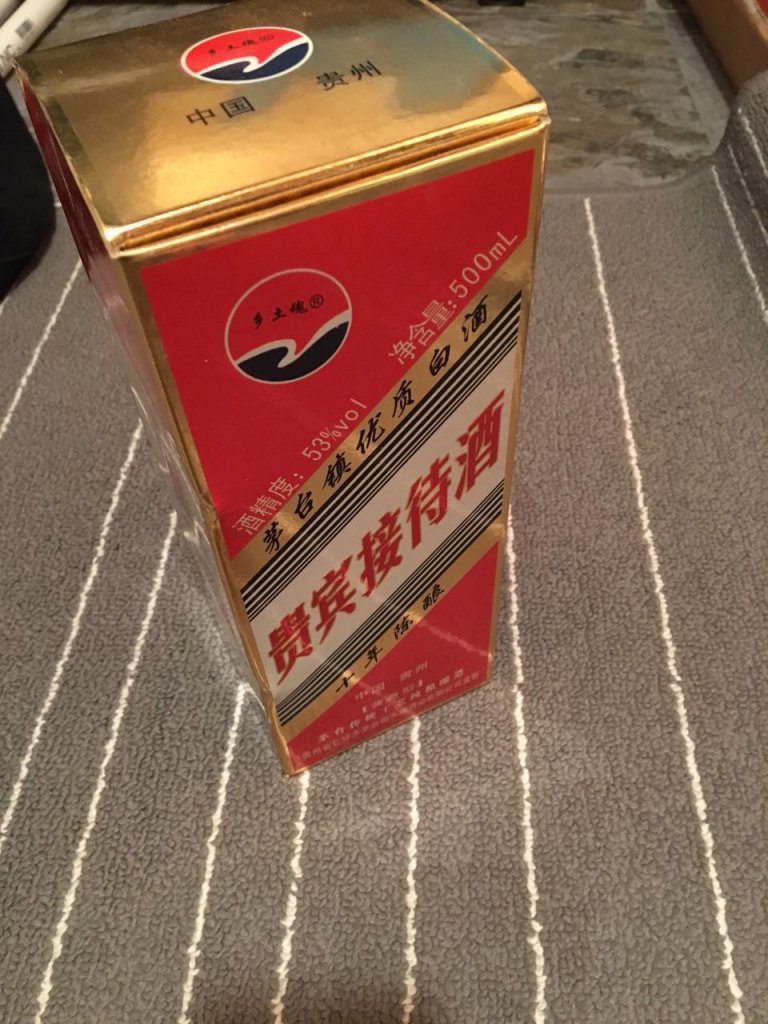 乡土魂®
中国 贵州
乡土魂®
酒精度：53%vol 净含量:500mL
茅台镇优质白酒
贵宾接待酒
十年陈酿
中国 贵州